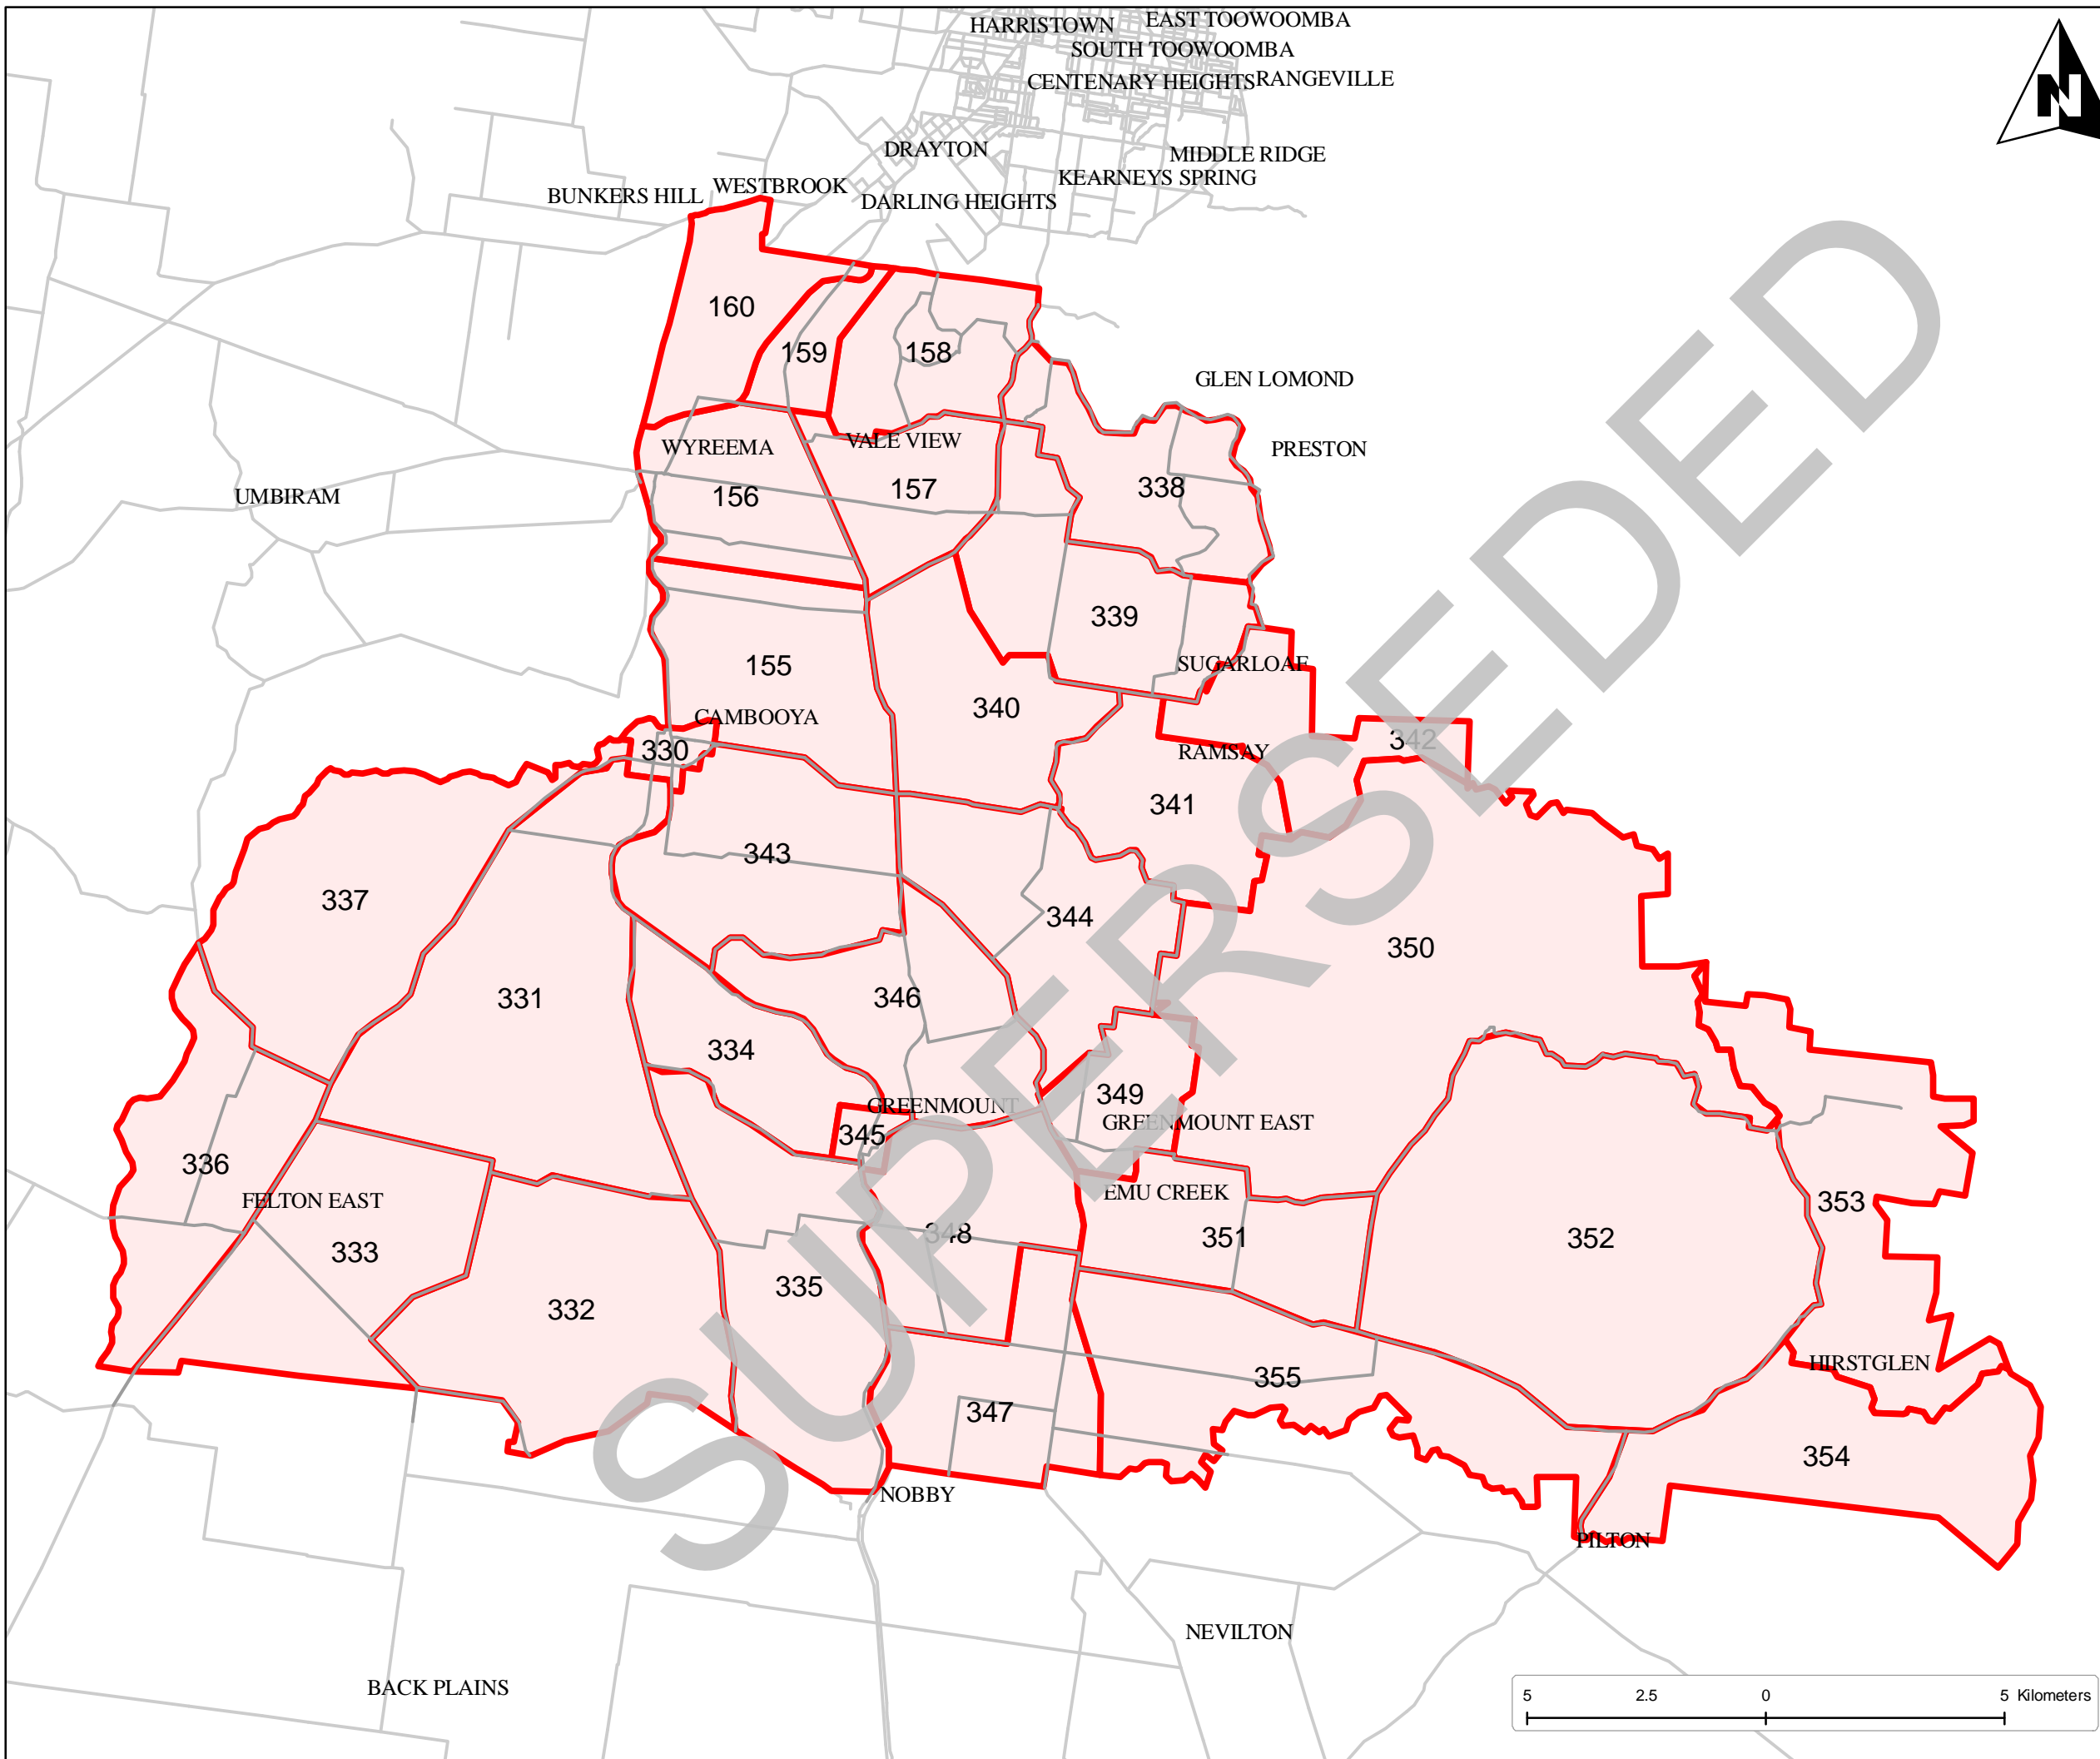 HARRISTOWN EAST TOOWOOMBA
SOUTH TOOWOOMBA
CENTENARY HEIGHTS RANGEVILLE
N
DRAYTON
MIDDLE RIDGE
KEARNEYS SPRING
BUNKERS HILL WESTBROOK
DARLING HEIGHTS
160
159
158
GLEN LOMOND
WYREEMA
VALE VIEW
PRESTON
UMBIRAM
156
157
338
339
155
SUGARLOAF
340
CAMBOOYA
330
RAMSAY
342
341
343
337
344
350
331
346
334
349
GREENMOUNT
GREENMOUNT EAST
345
336
FELTON EAST
EMU CREEK
353
333
348
351
352
335
332
355
HIRSTGLEN
347
354
NOBBY
PILTON
NEVILTON
BACK PLAINS
SUPERSEDED
5 2.5 0 5 Kilometers